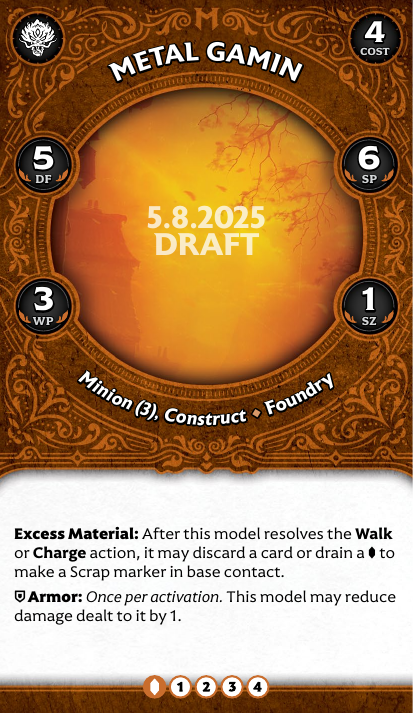 4
COST
METAL GAMIN
5
DF
6
SP
5.8.2025
DRAFT
3
WP
1
SZ
Minion (3), Construct ⬥ Foundry
Excess Material: After this model resolves the Walk
or Charge action, it may discard a card or drain a to
make a Scrap marker in base contact.
Armor: Once per activation. This model may reduce
damage dealt to it by 1.
1 2 3 4